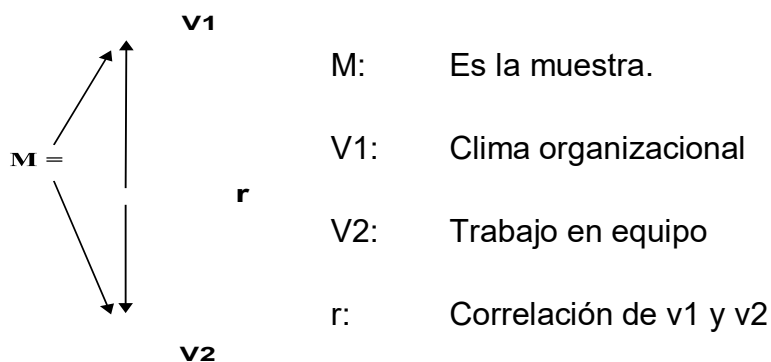 V1
M: Es la muestra.
V1: Clima organizacional
M =
r
V2: Trabajo en equipo
r: Correlación de v1 y v2
V2